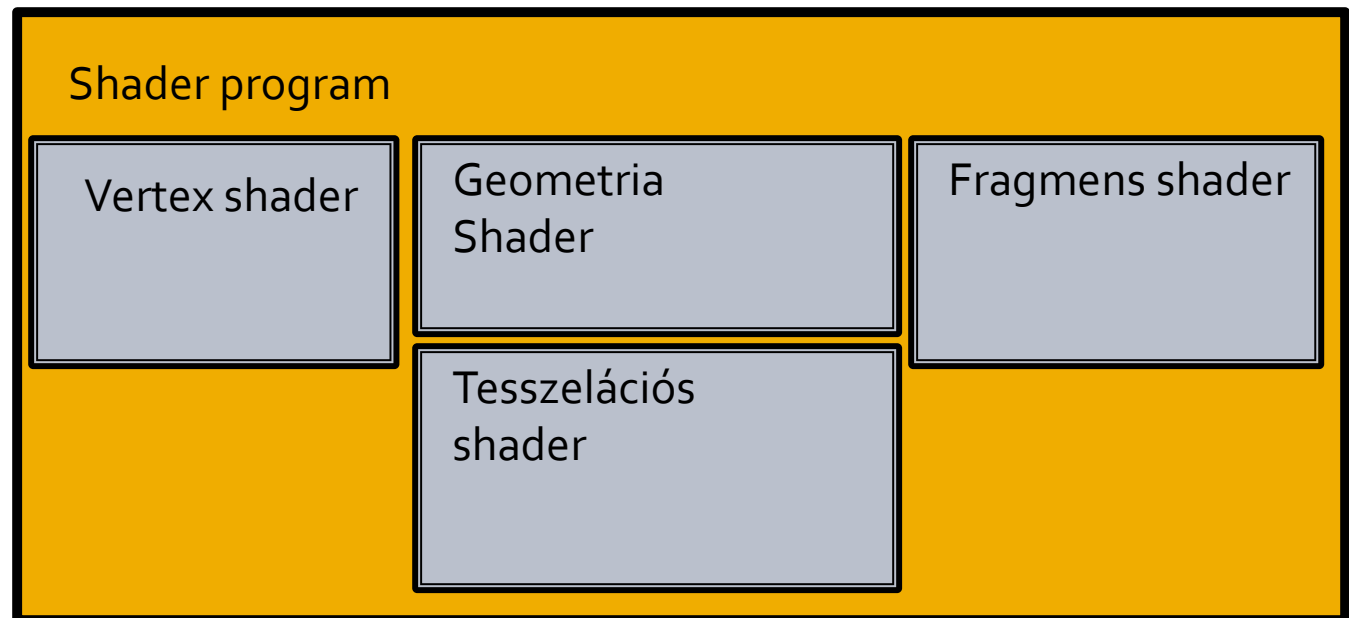 Shader program
Vertex shader
Geometria
Shader
Fragmens shader
Tesszelációs
shader